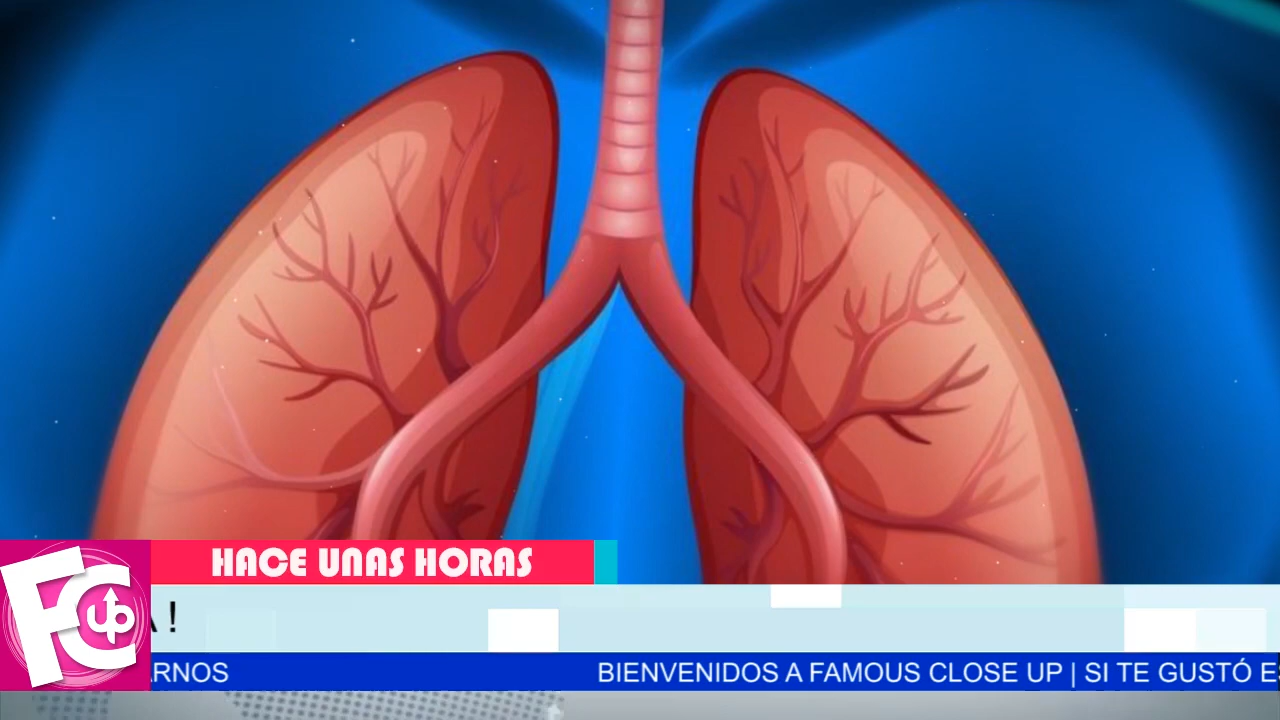 HACE UNAS HORAS
FC up
!
ARNOS BIENVENIDOS A FAMOUS CLOSE UP | SI TE GUSTÓ